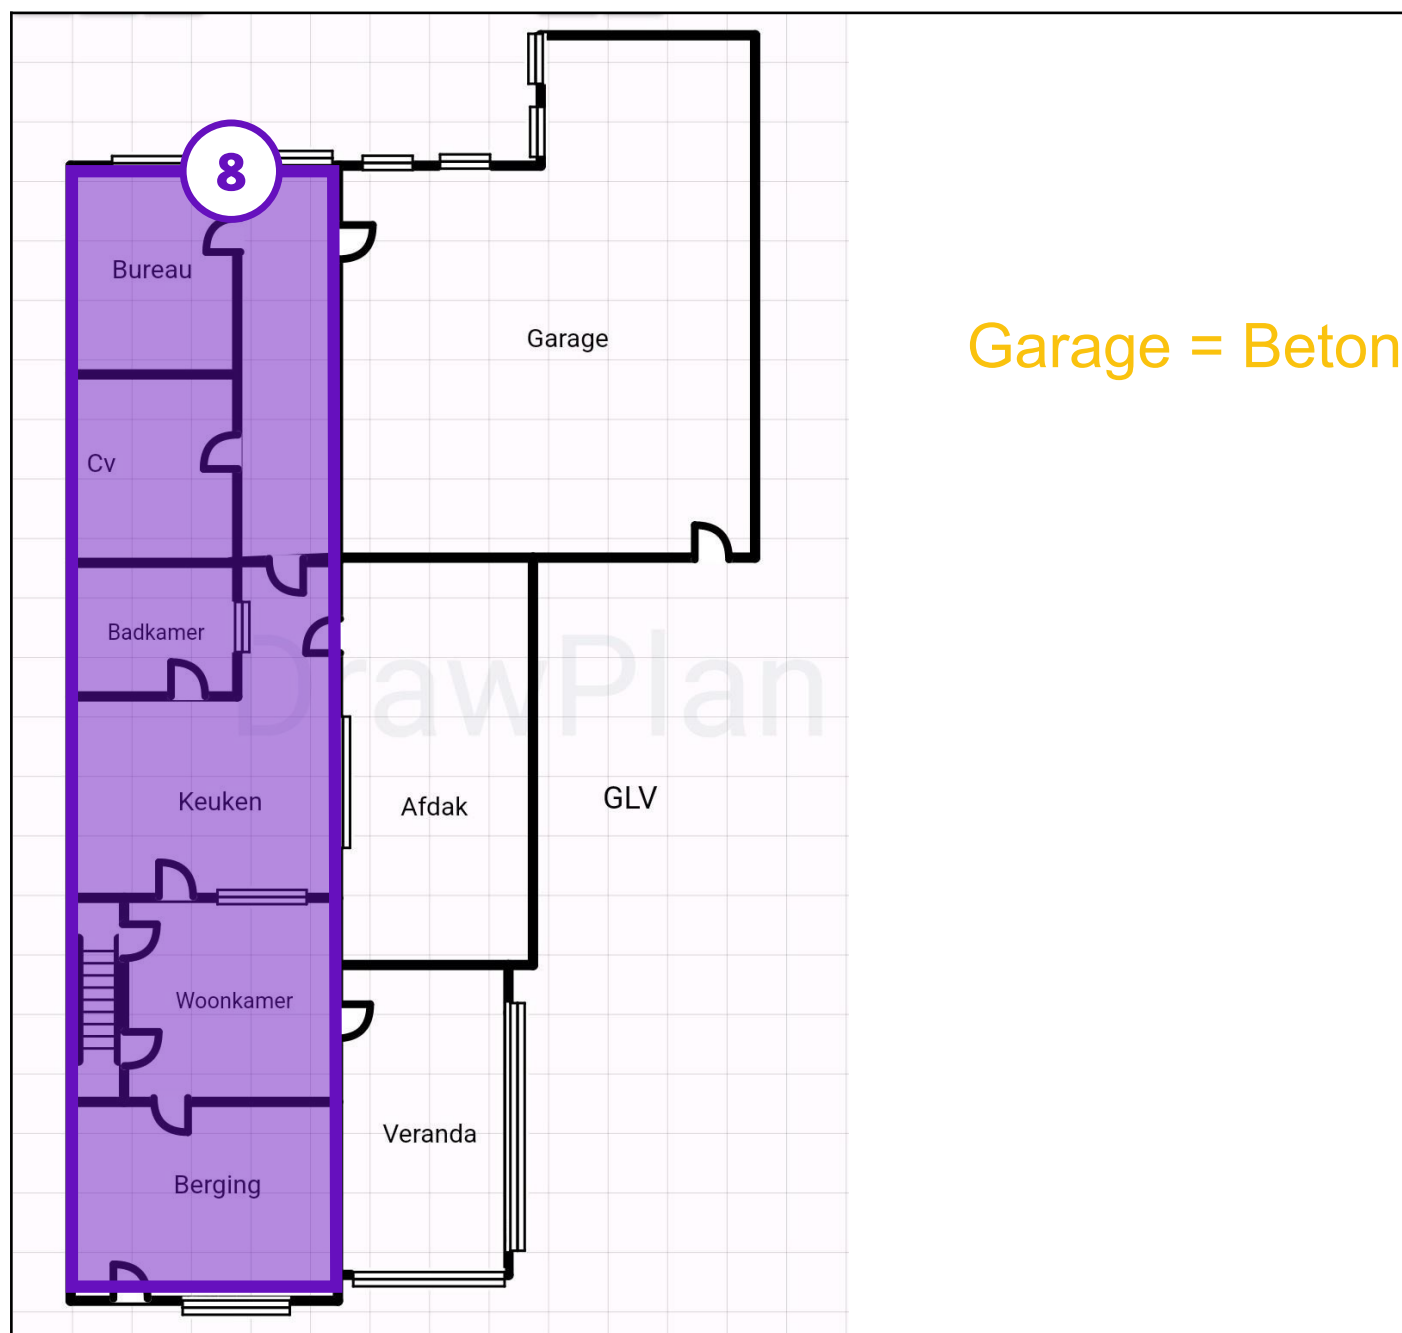 8
Bureau
Garage
Garage = Beton
Cv
Badkamer
DrawPlan
Keuken
Afdak
GLV
Woonkamer
Veranda
Berging